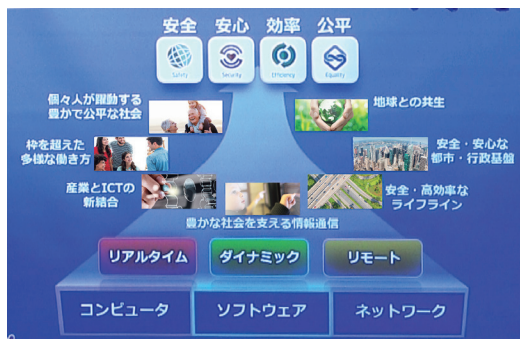 安全 安心 効率 公平
Safety Security Efficiency Equality
個々人が躍動する
豊かで公平な社会
地球との共生
枠を超えた
多様な働き方
安全・安心な
都市・行政基盤
産業とICTの
新結合
安全・高効率な
ライフライン
豊かな社会を支える情報通信
リアルタイム ダイナミック リモート
コンピュータ ソフトウェア ネットワーク